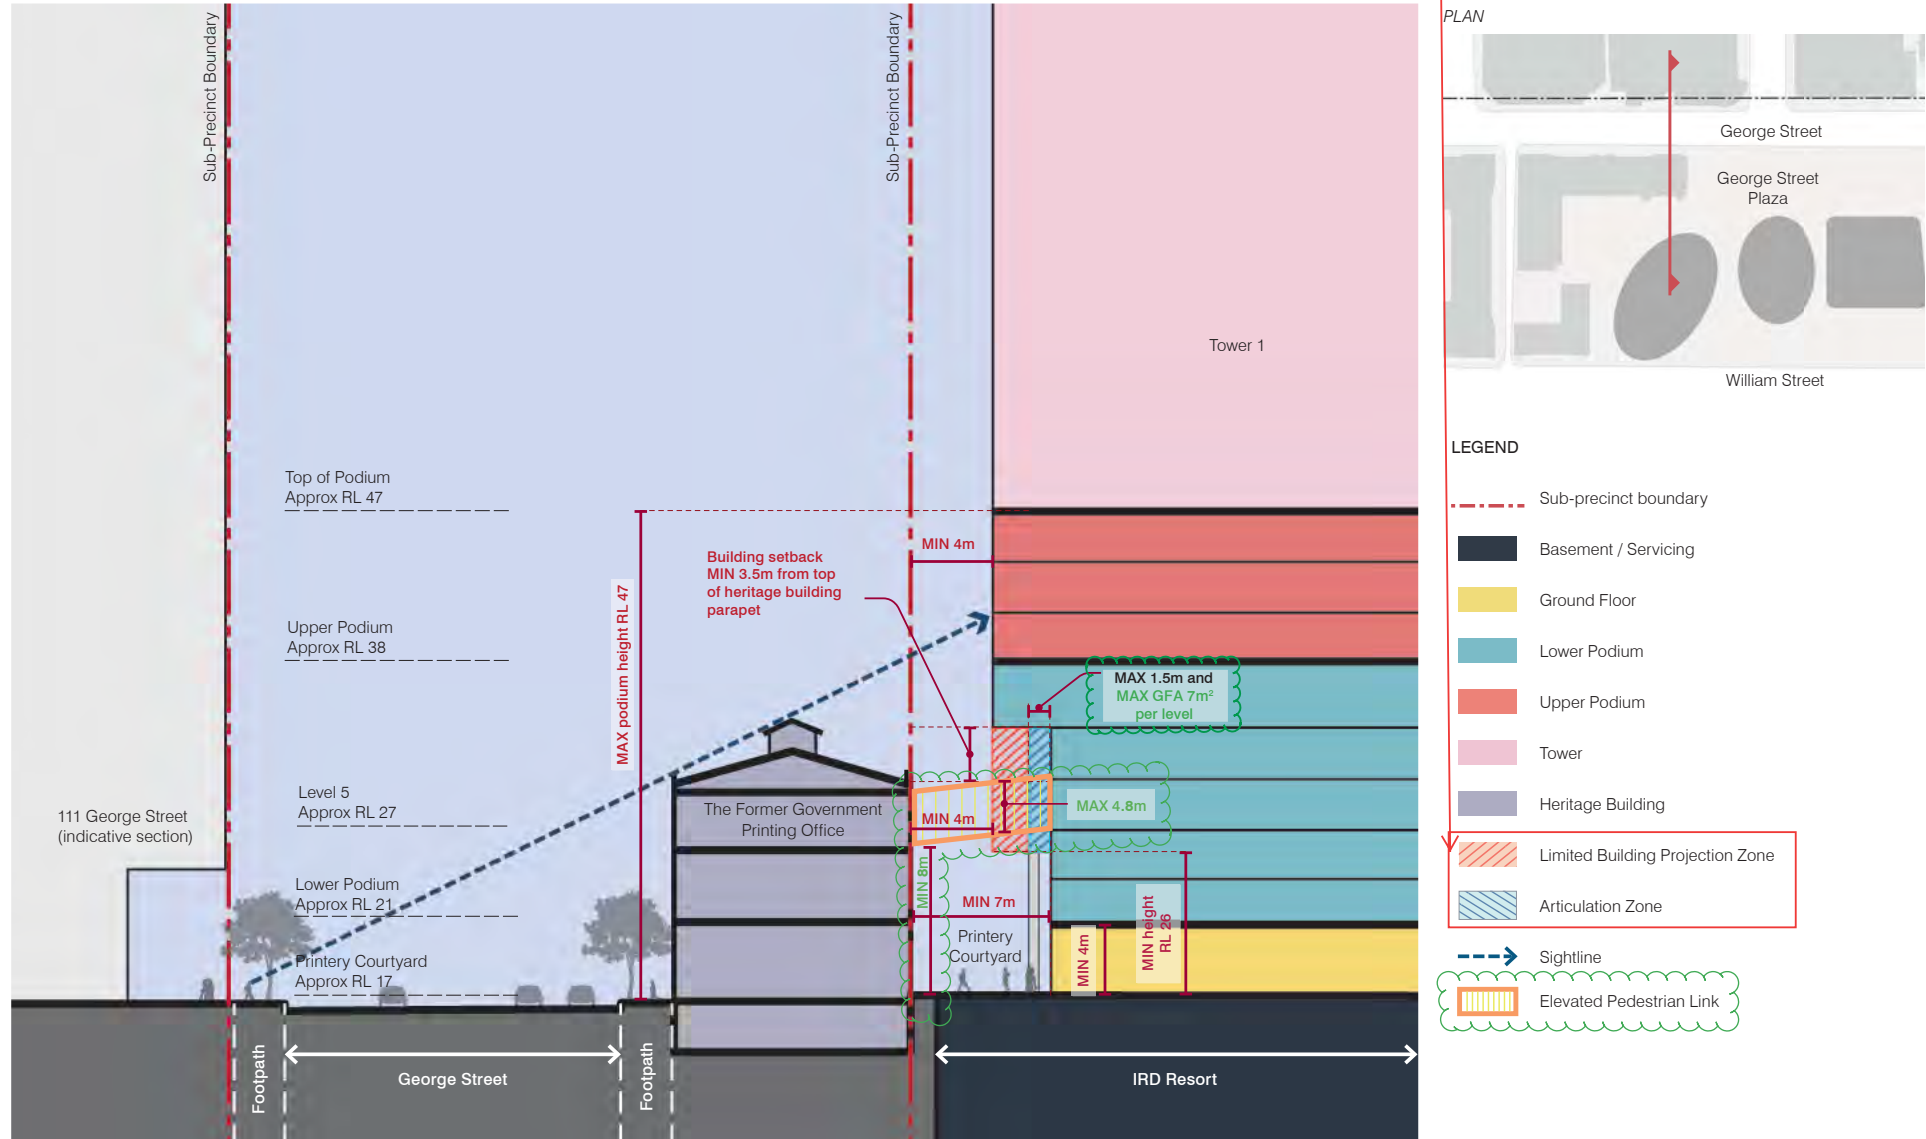 Sub-Precinct Boundary
Sub-Precinct Boundary
Tower 1
Top of Podium
Approx RL 47
MIN 4m
Building setback
MIN 3.5m from top
of heritage building
parapet
MAX podium height RL 47
Upper Podium
Approx RL 38
MAX 1.5m and
MAX GFA 7m²
per level
Level 5
Approx RL 27
111 George Street
(indicative section)
The Former Government
Printing Office
MIN 4m
MAX 4.8m
MIN 8m
Lower Podium
Approx RL 21
MIN 7m
MIN height
RL 26
Printery
Courtyard
MIN 4m
Printery Courtyard
Approx RL 17
Footpath
George Street
Footpath
IRD Resort
PLAN
George Street
George Street
Plaza
William Street
LEGEND
Sub-precinct boundary
Basement / Servicing
Ground Floor
Lower Podium
Upper Podium
Tower
Heritage Building
Limited Building Projection Zone
Articulation Zone
Sightline
Elevated Pedestrian Link